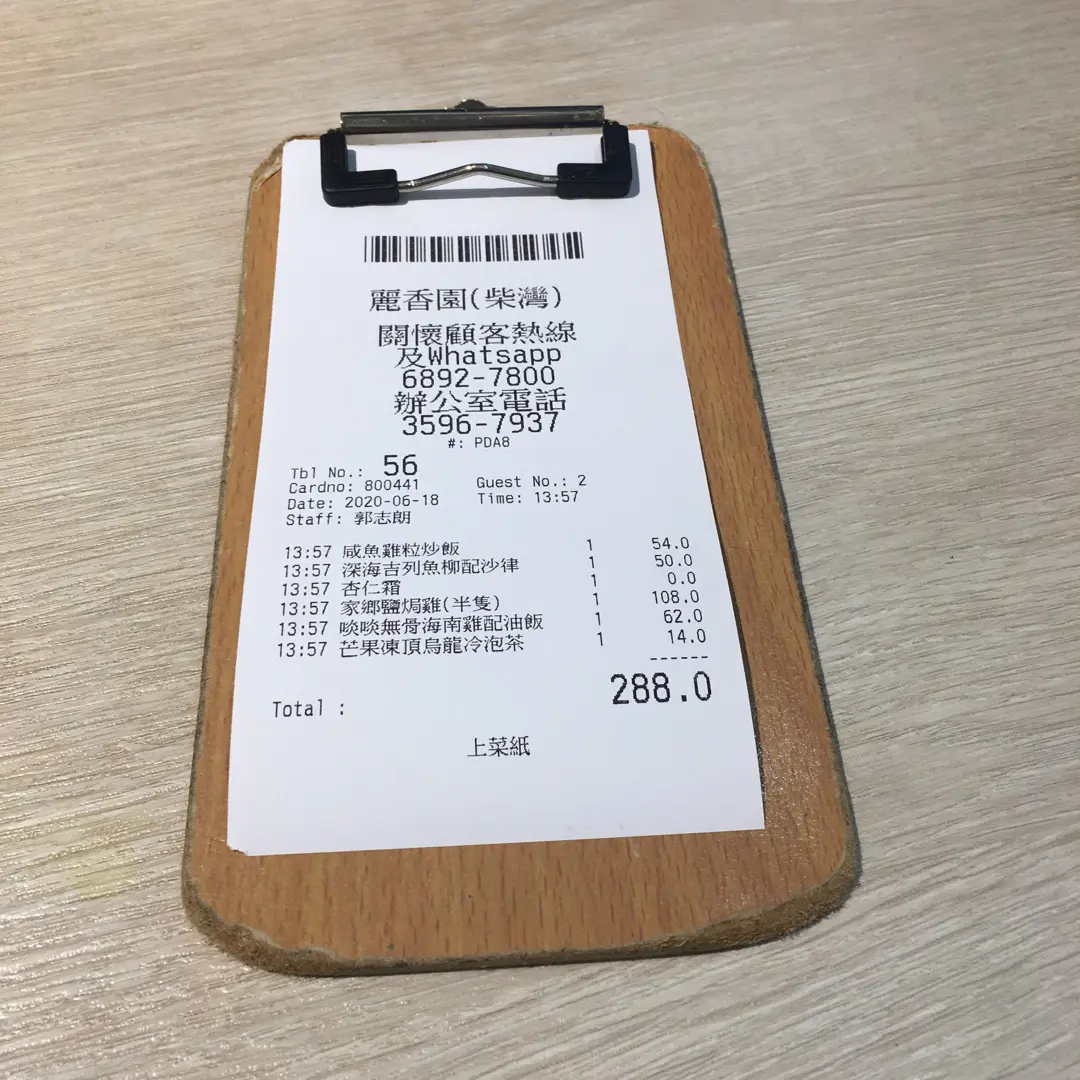 麗香園(柴灣)
關懷顧客熱線
及Whatsapp
6892-7800
辦公室電話
3596-7937
#: PDA8
Tbl No.: 56
Cardno: 800441 Guest No.: 2
Date: 2020-06-18 Time: 13:57
Staff: 郭志朗
13:57 咸魚雞粒炒飯 1 54.0
13:57 深海吉列魚柳配沙律 1 50.0
13:57 杏仁霜 1 0.0
13:57 家鄉鹽焗雞(半隻) 1 108.0
13:57 啖啖無骨海南雞配油飯 1 62.0
13:57 芒果凍頂烏龍冷泡茶 1 14.0
------
Total : 288.0
上菜紙